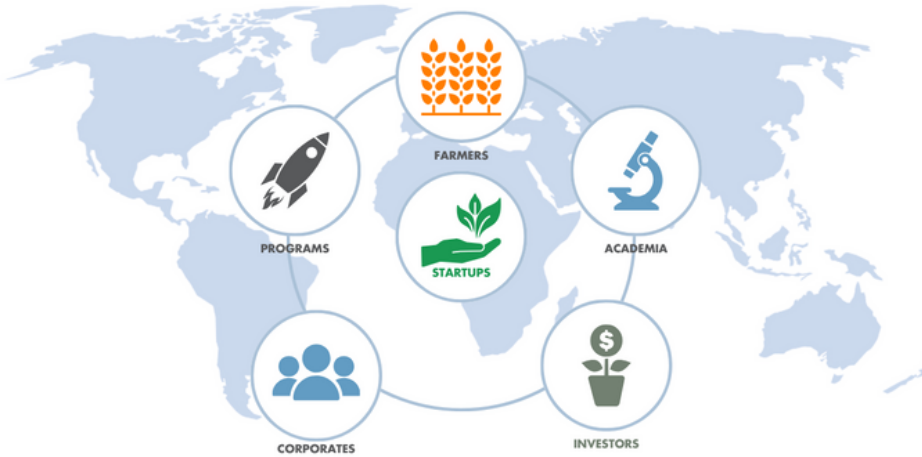 FARMERS
PROGRAMS
ACADEMIA
STARTUPS
CORPORATES
INVESTORS
$